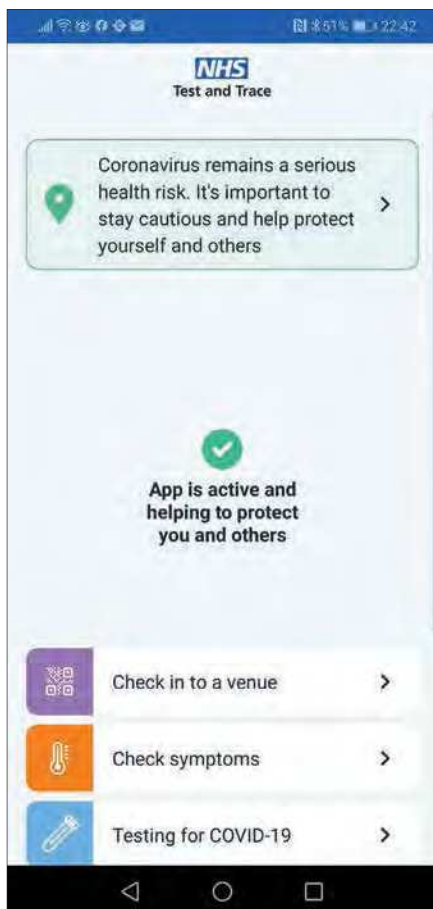 51% 22:42
NHS
Test and Trace
Coronavirus remains a serious
health risk. It's important to
stay cautious and help protect
yourself and others
App is active and
helping to protect
you and others
Check in to a venue
Check symptoms
Testing for COVID-19